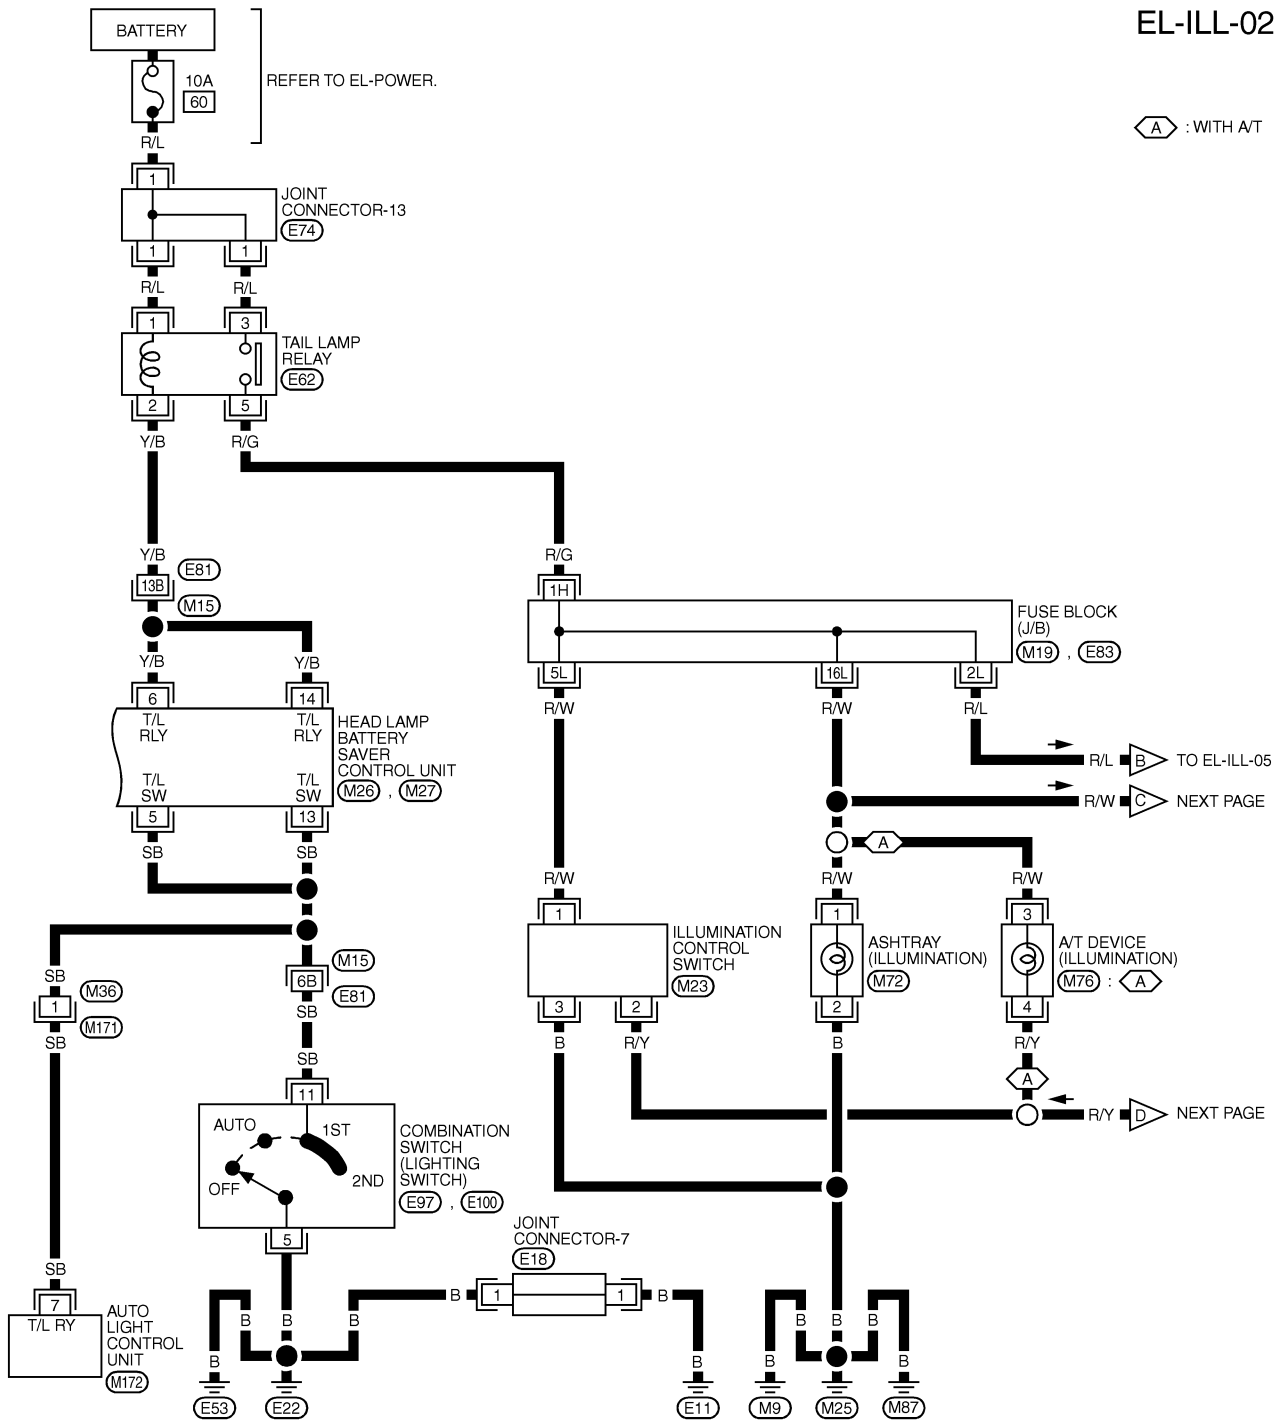 EL-ILL-02
BATTERY
10A
60
REFER TO EL-POWER.
A : WITH A/T
R/L
1
JOINT
CONNECTOR-13
E74
1 1
R/L R/L
1 3
TAIL LAMP
RELAY
E62
2 5
Y/B R/G
Y/B R/G
E81
13B
M15
1H
FUSE BLOCK
(J/B)
M19 , E83
Y/B Y/B
5L 16L 2L
6 14
R/W R/W R/L
T/L
RLY
T/L
RLY
T/L
SW
T/L
SW
HEAD LAMP
BATTERY
SAVER
CONTROL UNIT
M26 , M27
R/L B TO EL-ILL-05
R/W C NEXT PAGE
5 13
SB SB
A
R/W R/W R/W
1 1 3
ILLUMINATION
CONTROL
SWITCH
M23
ASHTRAY
(ILLUMINATION)
M72
A/T DEVICE
(ILLUMINATION)
M76 : A
M15
6B
E81
SB
M36
1
M171
SB
SB
3 2 2 4
B R/Y B R/Y
SB
A
11
R/Y D NEXT PAGE
AUTO
1ST
OFF
2ND
COMBINATION
SWITCH
(LIGHTING
SWITCH)
E97 , E100
5
JOINT
CONNECTOR-7
E18
SB
7
T/L RY
AUTO
LIGHT
CONTROL
UNIT
M172
B 1 1 B
B B B B B B
B B B B B B
E53 E22 E11 M9 M25 M87